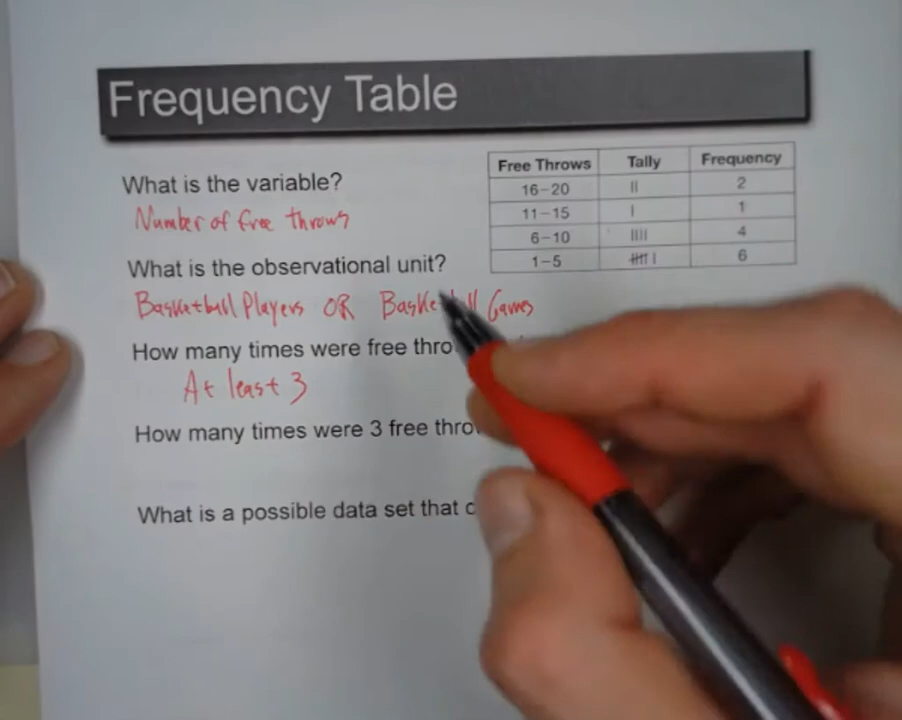 Frequency Table
What is the variable?
Number of free throws
What is the observational unit?
Basketball Players OR Basketball Games
How many times were free
At least 3
How many times were 3 free
What is a possible data set that
Free Throws Tally Frequency
16-20 || 2
11-15 | 1
6-10 |||| 4
1-5 |||| | 6